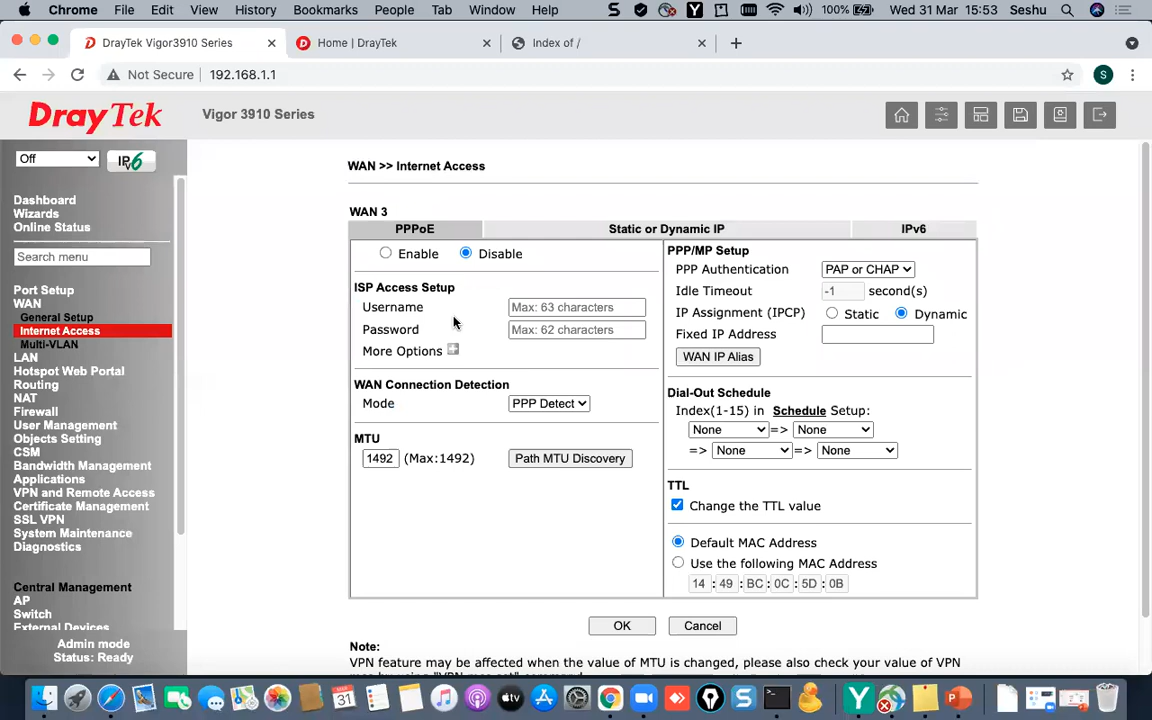 Chrome File Edit View History Bookmarks People Tab Window Help 100% Wed 31 Mar 15:53 Seshu
DrayTek Vigor3910 Series
Home | DrayTek
Index of /
Not Secure 192.168.1.1
S
DrayTek
Vigor 3910 Series
Off
IPv6
Dashboard
Wizards
Online Status
Search menu
Port Setup
WAN
General Setup
Internet Access
Multi-VLAN
LAN
Hotspot Web Portal
Routing
NAT
Firewall
User Management
Objects Setting
CSM
Bandwidth Management
Applications
VPN and Remote Access
Certificate Management
SSL VPN
System Maintenance
Diagnostics
Central Management
AP
Switch
External Devices
Admin mode
Status: Ready
WAN >> Internet Access
WAN 3
PPPoE
Static or Dynamic IP
IPv6
Enable Disable
ISP Access Setup
Username Max: 63 characters
Password Max: 62 characters
More Options
WAN Connection Detection
Mode PPP Detect
MTU
1492 (Max:1492) Path MTU Discovery
PPP/MP Setup
PPP Authentication PAP or CHAP
Idle Timeout -1 second(s)
IP Assignment (IPCP) Static Dynamic
Fixed IP Address
WAN IP Alias
Dial-Out Schedule
Index(1-15) in Schedule Setup:
None => None
=> None => None
TTL
Change the TTL value
Default MAC Address
Use the following MAC Address
14 : 49 : BC : 0C : 5D : 0B
OK Cancel
Note:
VPN feature may be affected when the value of MTU is changed, please also check your value of VPN